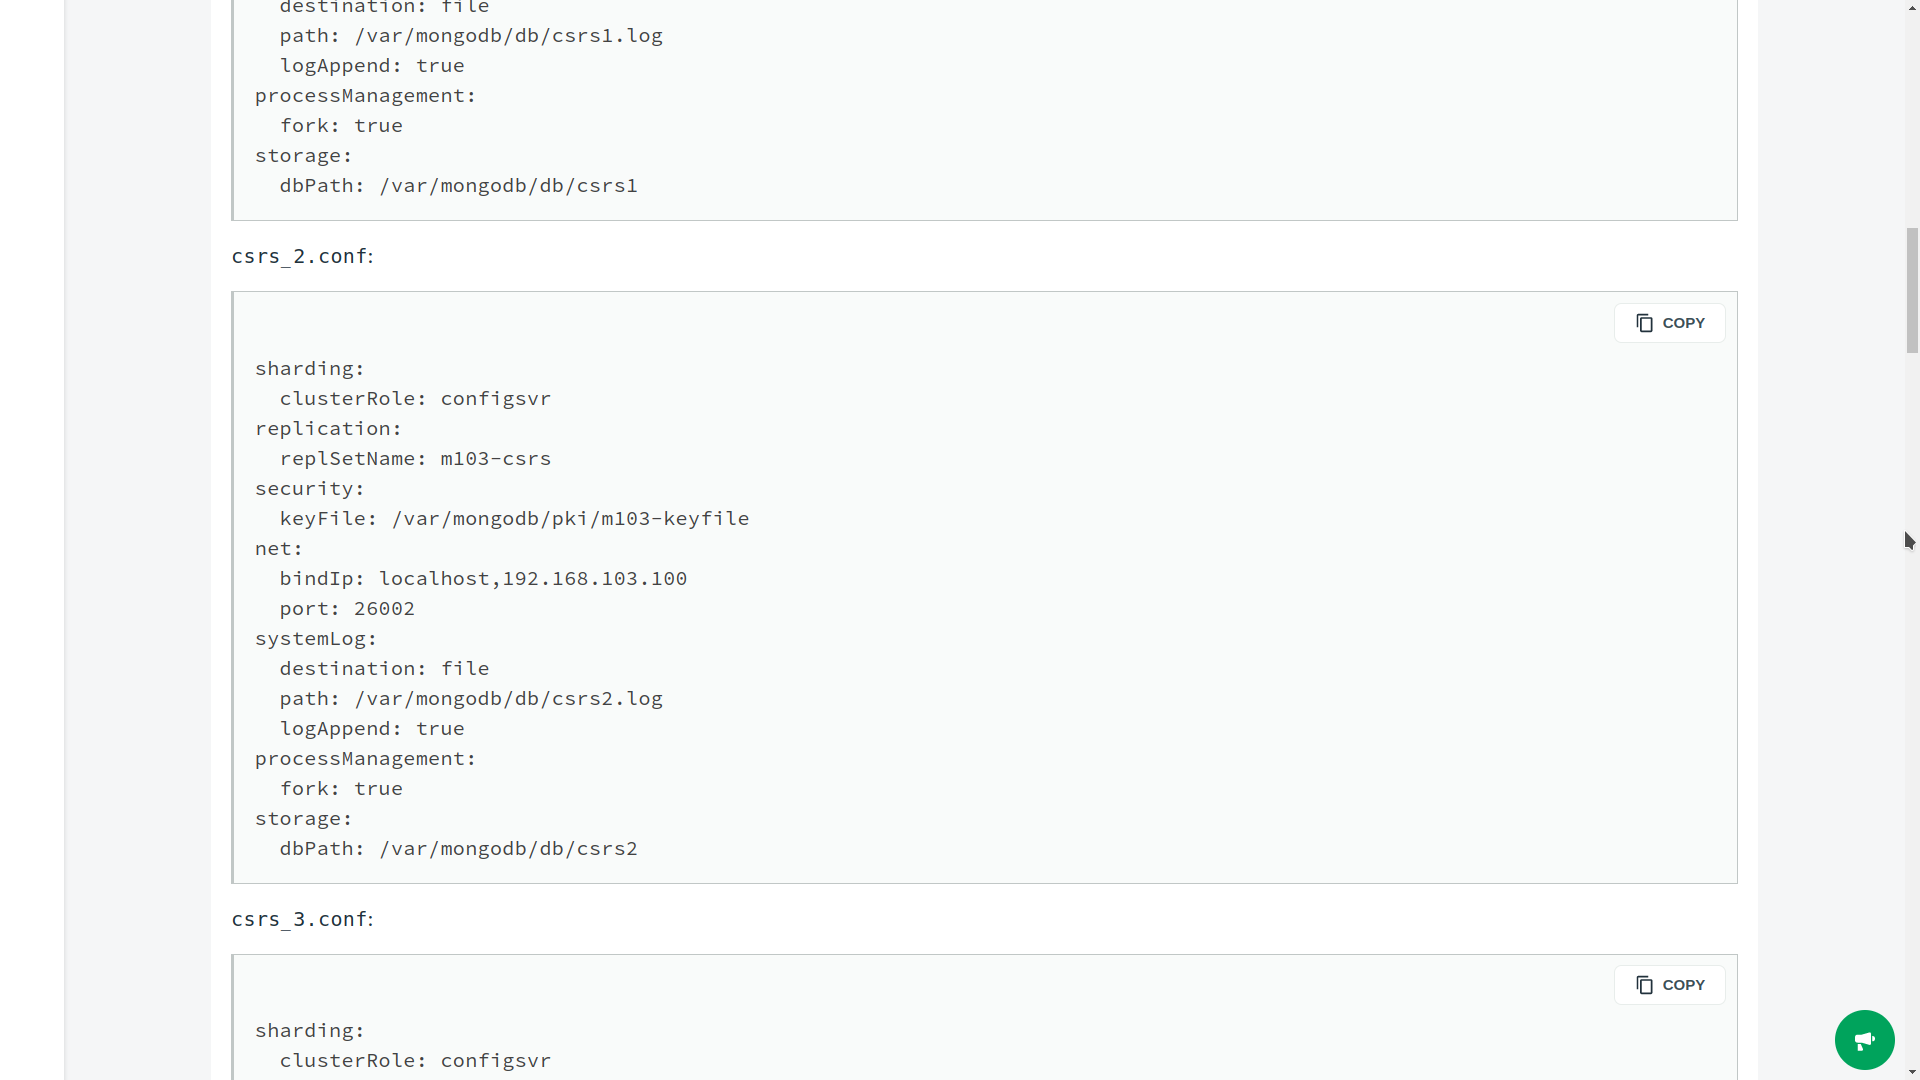 destination: file
path: /var/mongodb/db/csrs1.log
logAppend: true
processManagement:
fork: true
storage:
dbPath: /var/mongodb/db/csrs1
csrs_2.conf:
COPY
sharding:
clusterRole: configsvr
replication:
replSetName: m103-csrs
security:
keyFile: /var/mongodb/pki/m103-keyfile
net:
bindIp: localhost,192.168.103.100
port: 26002
systemLog:
destination: file
path: /var/mongodb/db/csrs2.log
logAppend: true
processManagement:
fork: true
storage:
dbPath: /var/mongodb/db/csrs2
csrs_3.conf:
COPY
sharding:
clusterRole: configsvr